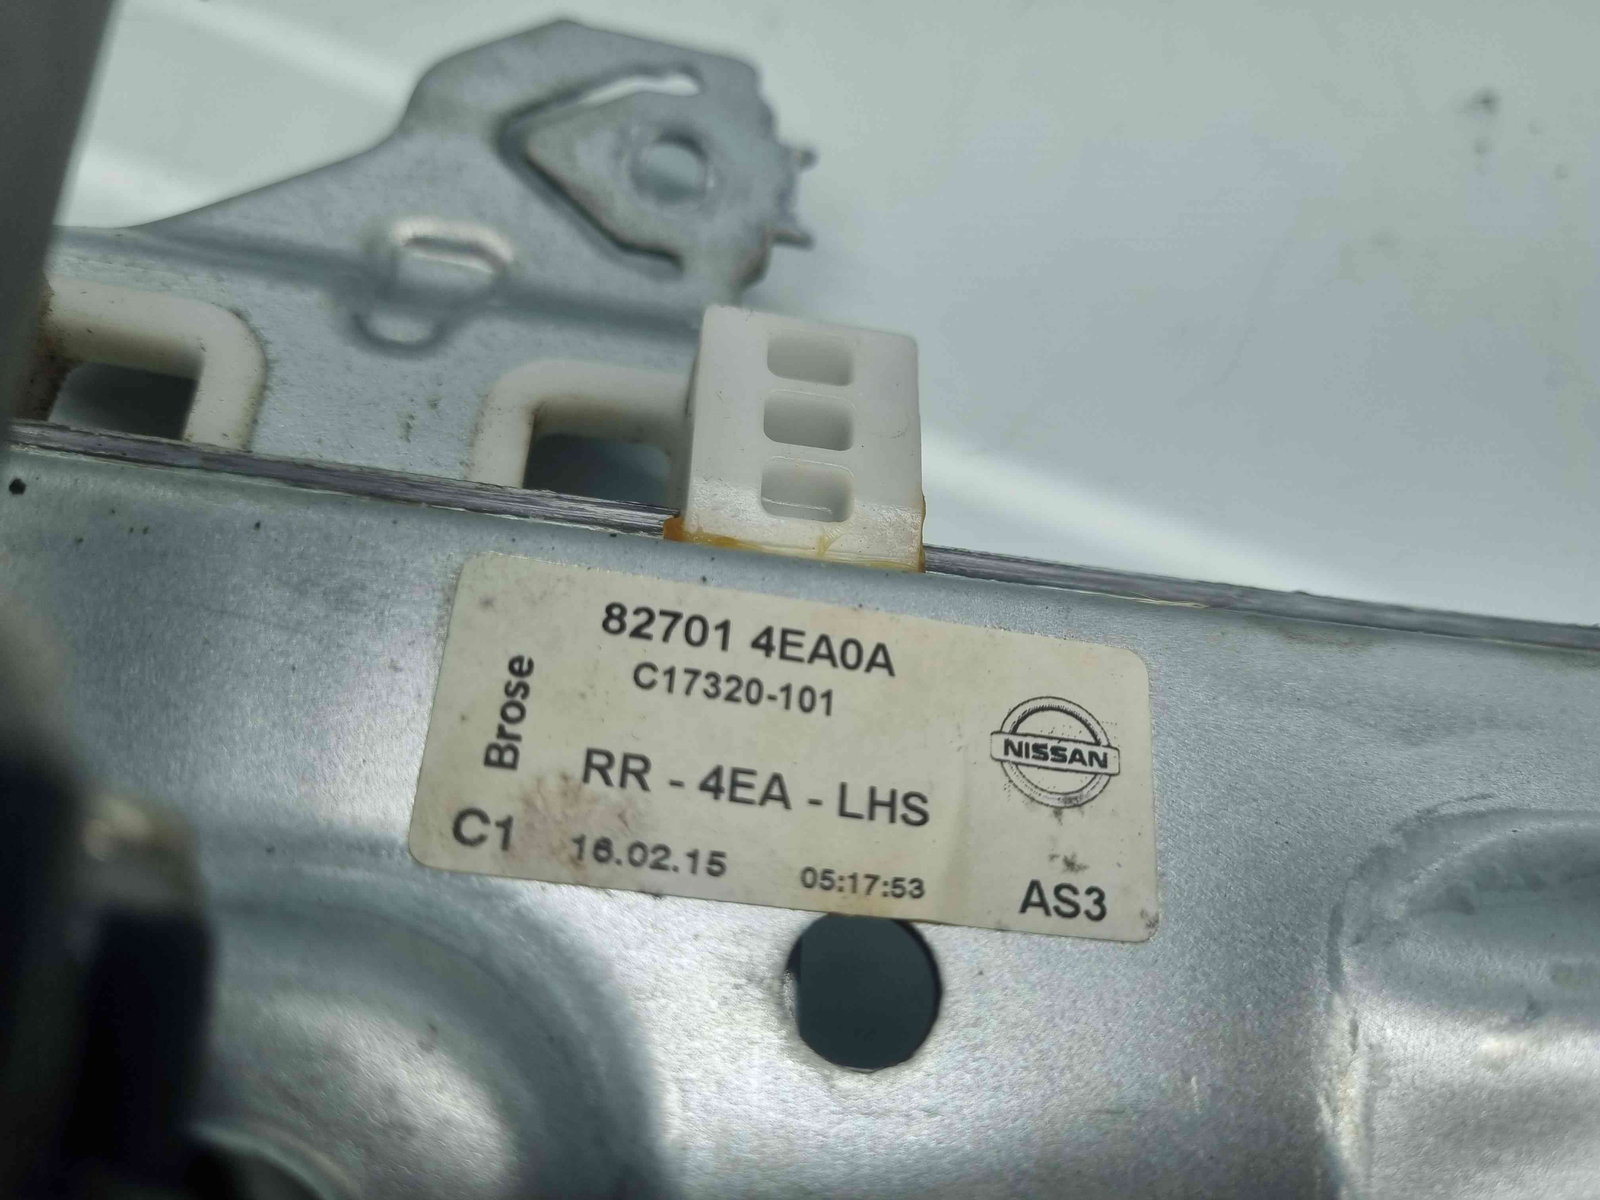 82701 4EA0A
C17320-101
Brose
RR - 4EA - LHS
NISSAN
C1
16.02.15
05:17:53
AS3